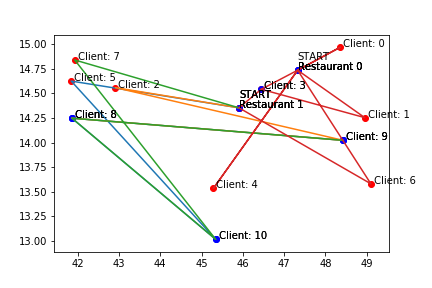 15.00
14.75
14.50
14.25
14.00
13.75
13.50
13.25
13.00
Client: 0
START
Restaurant 0
Client: 7
Client: 5
Client: 2
Client: 3
START
Restaurant 1
Client: 8
Client: 1
Client: 9
Client: 4
Client: 6
Client: 10
42 43 44 45 46 47 48 49